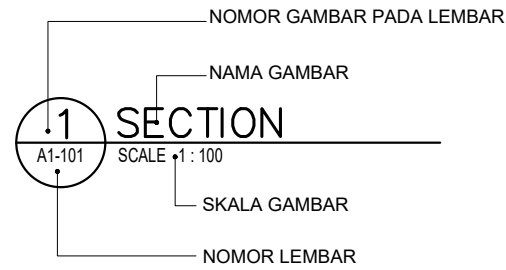 NOMOR GAMBAR PADA LEMBAR
NAMA GAMBAR
1 SECTION
A1-101 SCALE 1 : 100
SKALA GAMBAR
NOMOR LEMBAR